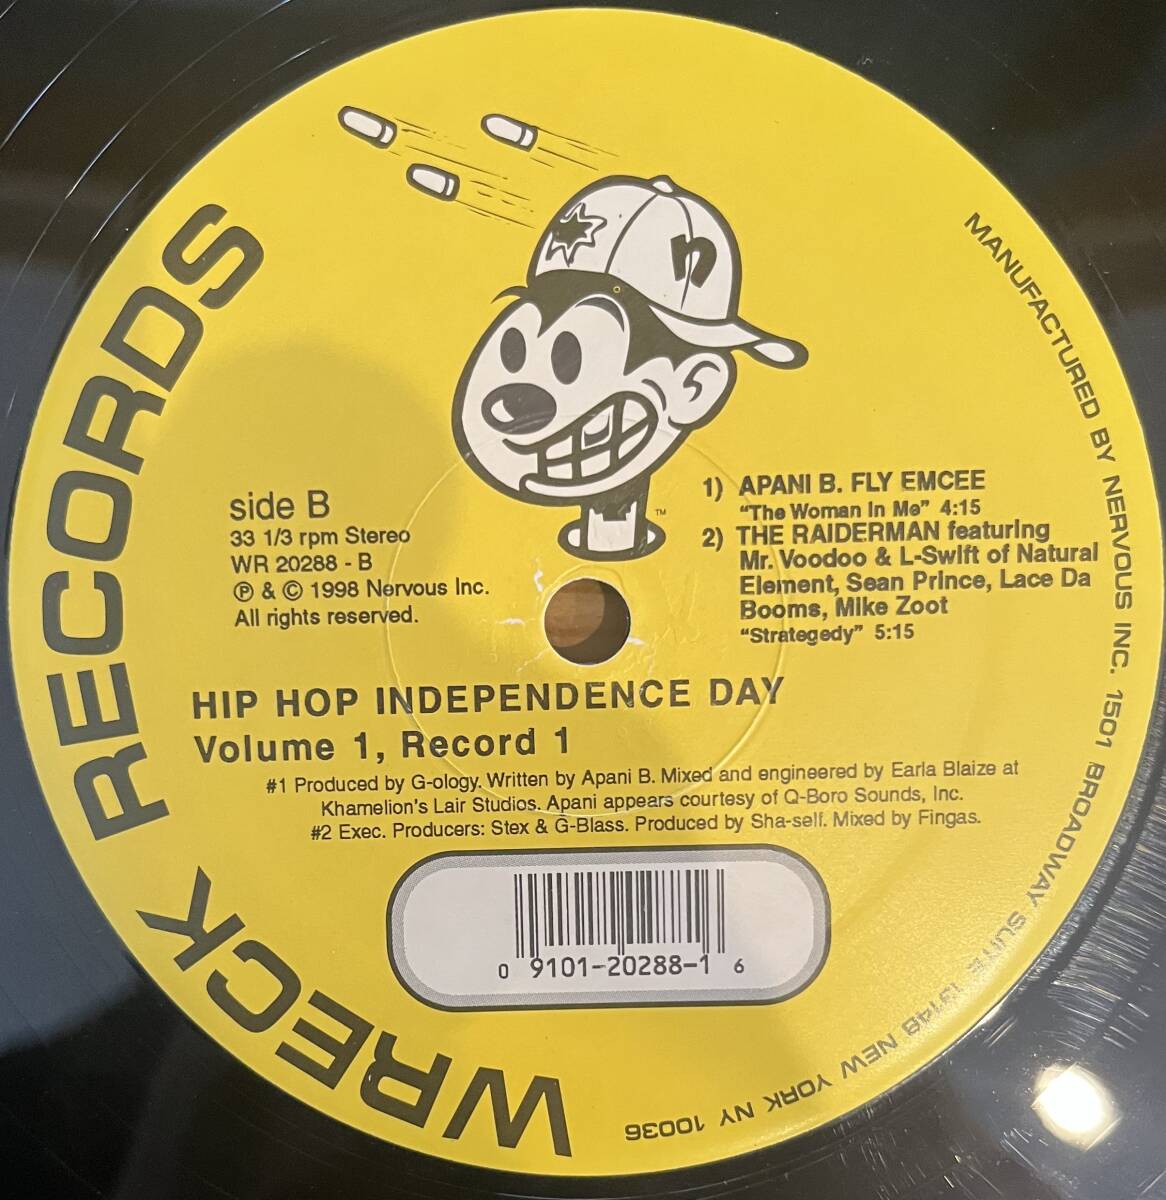 WRECK RECORDS
n
TM
side B
33 1/3 rpm Stereo
WR 20288 - B
Ⓟ & © 1998 Nervous Inc.
All rights reserved.
1) APANI B. FLY EMCEE
"The Woman In Me" 4:15
2) THE RAIDERMAN featuring
Mr. Voodoo & L-Swift of Natural
Element, Sean Prince, Lace Da
Booms, Mike Zoot
"Strategedy" 5:15
HIP HOP INDEPENDENCE DAY
Volume 1, Record 1
#1 Produced by G-ology. Written by Apani B. Mixed and engineered by Earla Blaize at
Khamelion's Lair Studios. Apani appears courtesy of Q-Boro Sounds, Inc.
#2 Exec. Producers: Stex & G-Blass. Produced by Sha-self. Mixed by Fingas.
0 9101-20288-1 6
MANUFACTURED BY NERVOUS INC. 1501 BROADWAY SUITE 1314B NEW YORK NY 10036